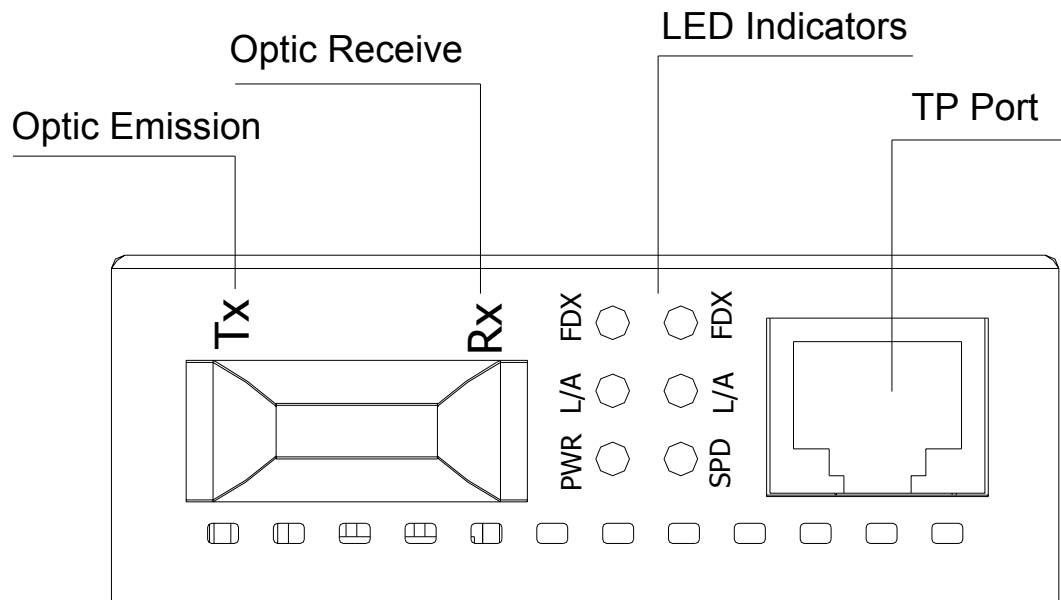 LED Indicators
Optic Receive
TP Port
Optic Emission
Tx
Rx
FDX
FDX
L/A
L/A
PWR
SPD